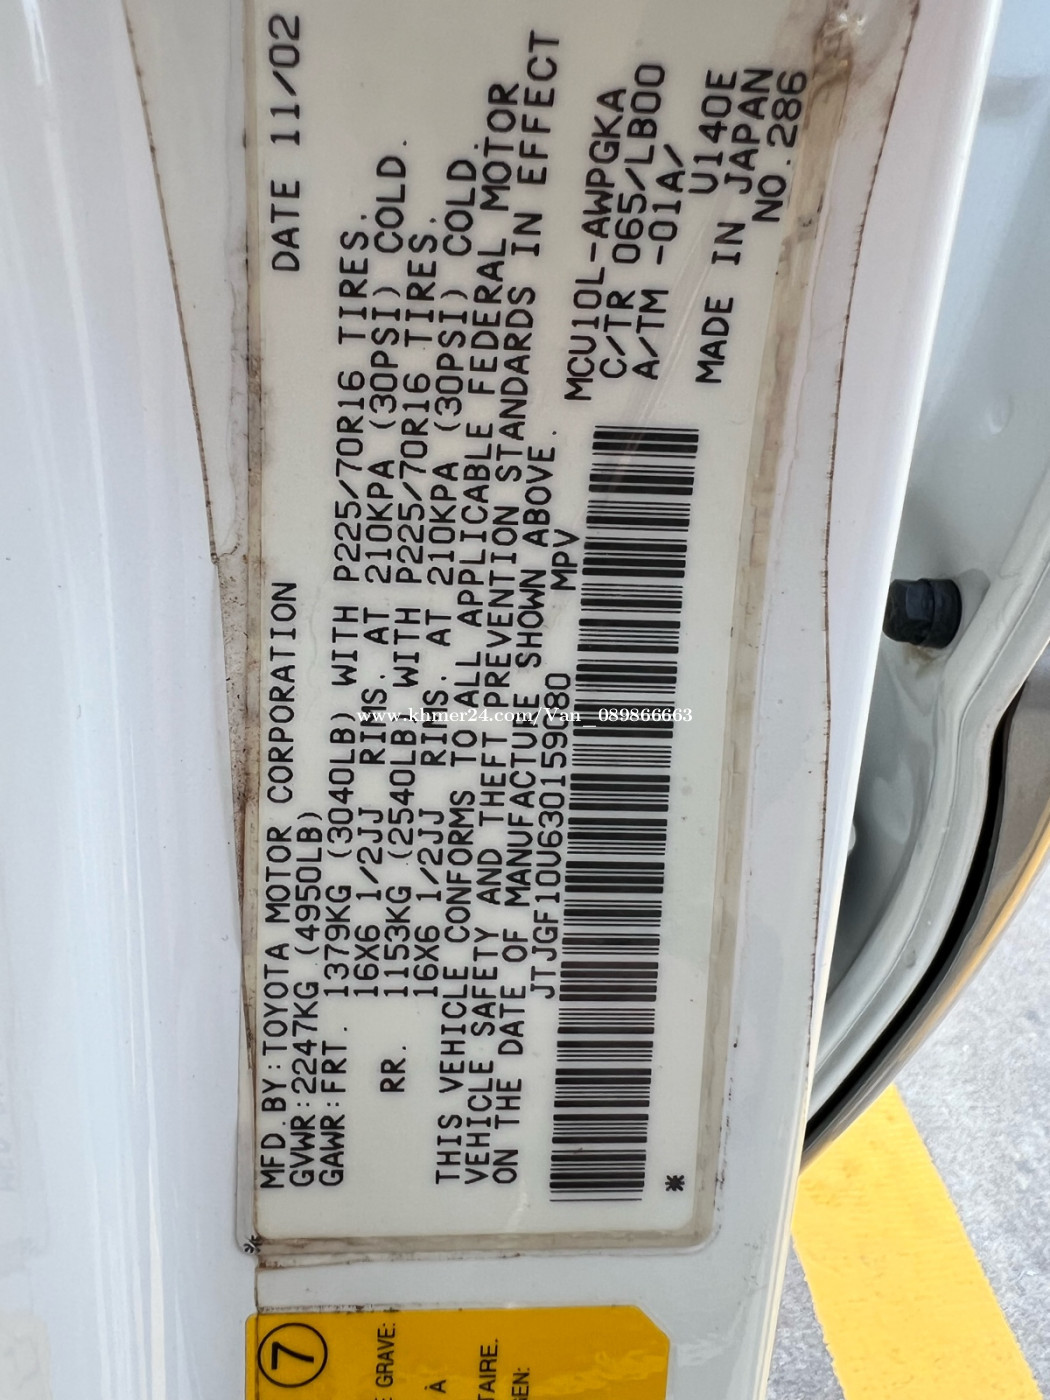 MFD.BY:TOYOTA MOTOR CORPORATION DATE 11/02
GVWR:2247KG (4950LB)
GAWR:FRT. 1379KG (3040LB) WITH P225/70R16 TIRES.
16X6 1/2JJ RIMS. AT 210KPA (30PSI) COLD.
RR. 1153KG (2540LB) WITH P225/70R16 TIRES.
16X6 1/2JJ RIMS. AT 210KPA (30PSI) COLD.
THIS VEHICLE CONFORMS TO ALL APPLICABLE FEDERAL MOTOR
VEHICLE SAFETY AND THEFT PREVENTION STANDARDS IN EFFECT
ON THE DATE OF MANUFACTURE SHOWN ABOVE.
JTJGF10U630159080 MPV
MCU10L-AWPGKA
C/TR 065/LB00
A/TM -01A/ U140E
MADE IN JAPAN
NO.286
www.khmer24.com/Van 089866663
7
GRAVE:
À
TAIRE.